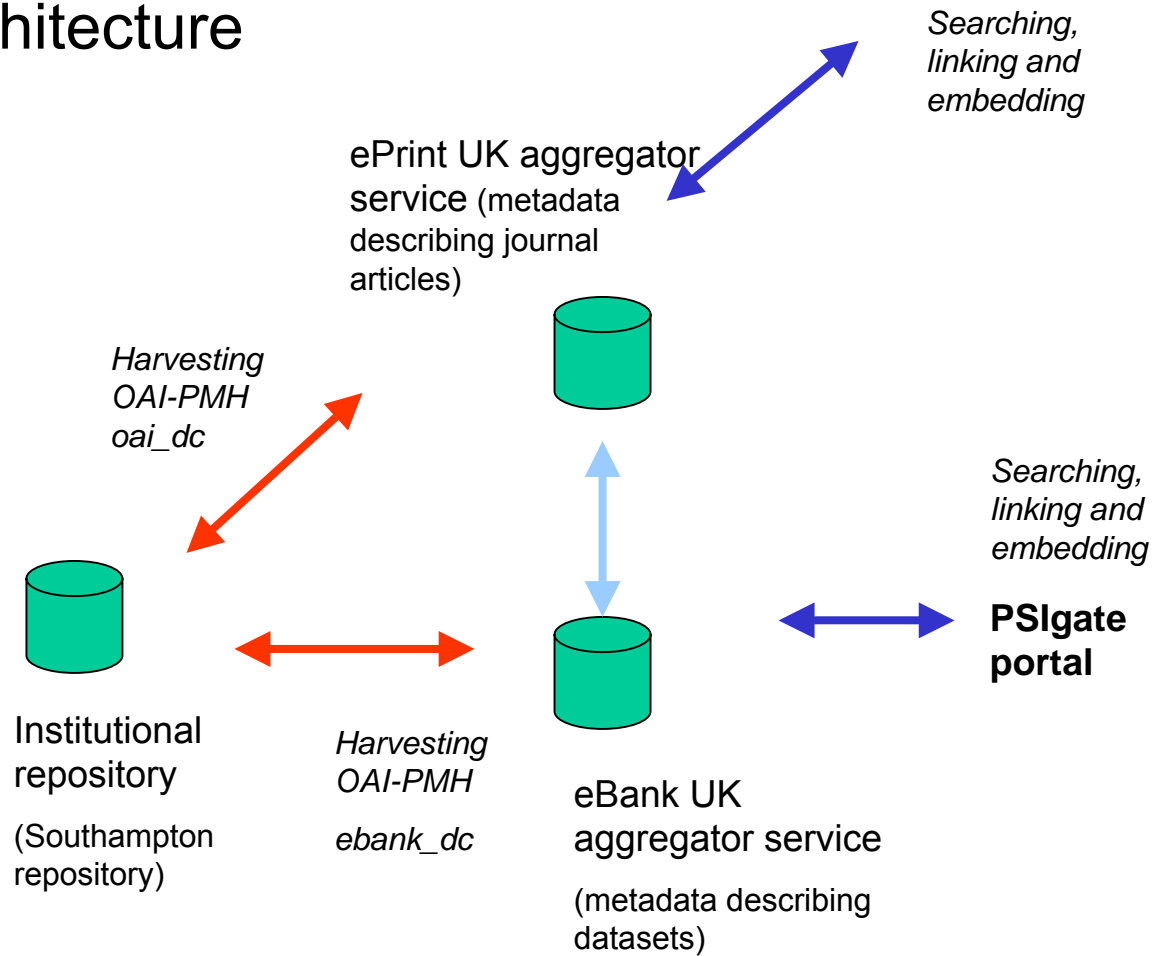 hitecture
Searching,
linking and
embedding
ePrint UK aggregator
service (metadata
describing journal
articles)
Harvesting
OAI-PMH
oai_dc
Searching,
linking and
embedding
PSIgate
portal
Institutional
repository
(Southampton
repository)
Harvesting
OAI-PMH
ebank_dc
eBank UK
aggregator service
(metadata describing
datasets)